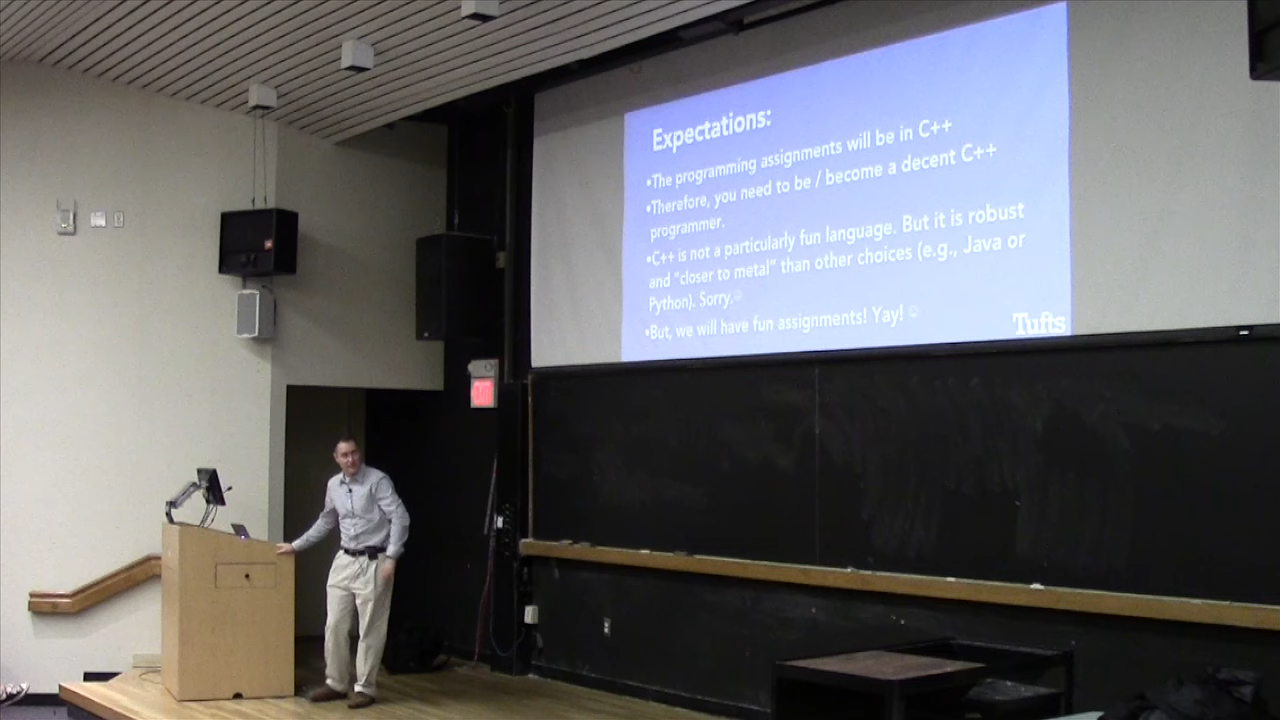 Expectations:
•The programming assignments will be in C++
•Therefore, you need to be / become a decent C++
programmer.
•C++ is not a particularly fun language. But it is robust
and "closer to metal" than other choices (e.g., Java or
Python). Sorry.☹
•But, we will have fun assignments! Yay! ☺
Tufts
EXIT